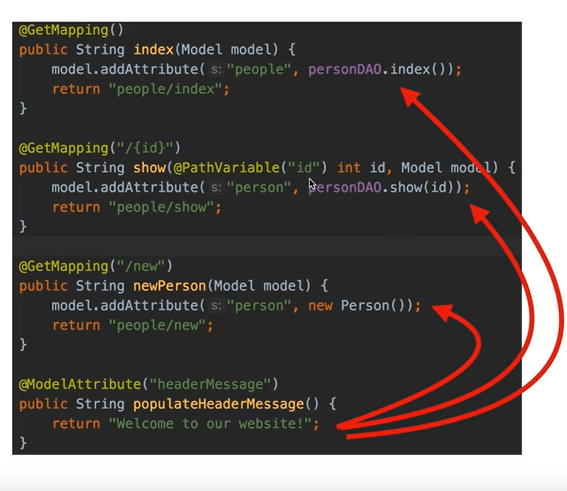 @GetMapping()
public String index(Model model) {
model.addAttribute( s: "people", personDAO.index());
return "people/index";
}
@GetMapping("/{id}")
public String show(@PathVariable("id") int id, Model model) {
model.addAttribute( s: "person", personDAO.show(id));
return "people/show";
}
@GetMapping("/new")
public String newPerson(Model model) {
model.addAttribute( s: "person", new Person());
return "people/new";
}
@ModelAttribute("headerMessage")
public String populateHeaderMessage() {
return "Welcome to our website!";
}